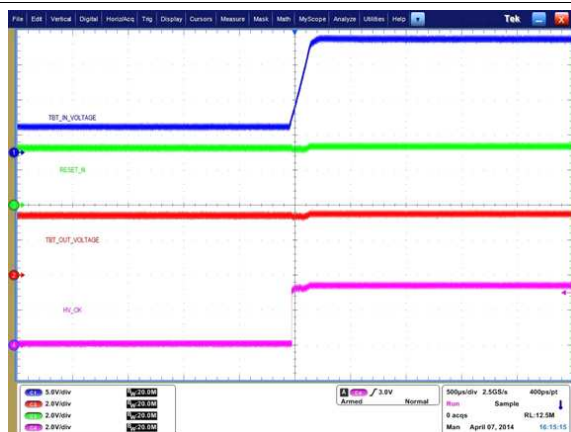 File Edit Vertical Digital Horiz/Acq Trig Display Cursors Measure Mask Math MyScope Analyze Utilities Help Tek X
TBT_IN_VOLTAGE
1
RESET_N
TBT_OUT_VOLTAGE
HV_OK
C1 5.0V/div 20.0M
C2 2.0V/div 20.0M
C3 2.0V/div 20.0M
C4 2.0V/div 20.0M
A C4 3.0V
Armed Normal
500µs/div 2.5GS/s 400ps/pt
Run Sample
0 acqs RL:12.5M
Man April 07, 2014 16:15:15